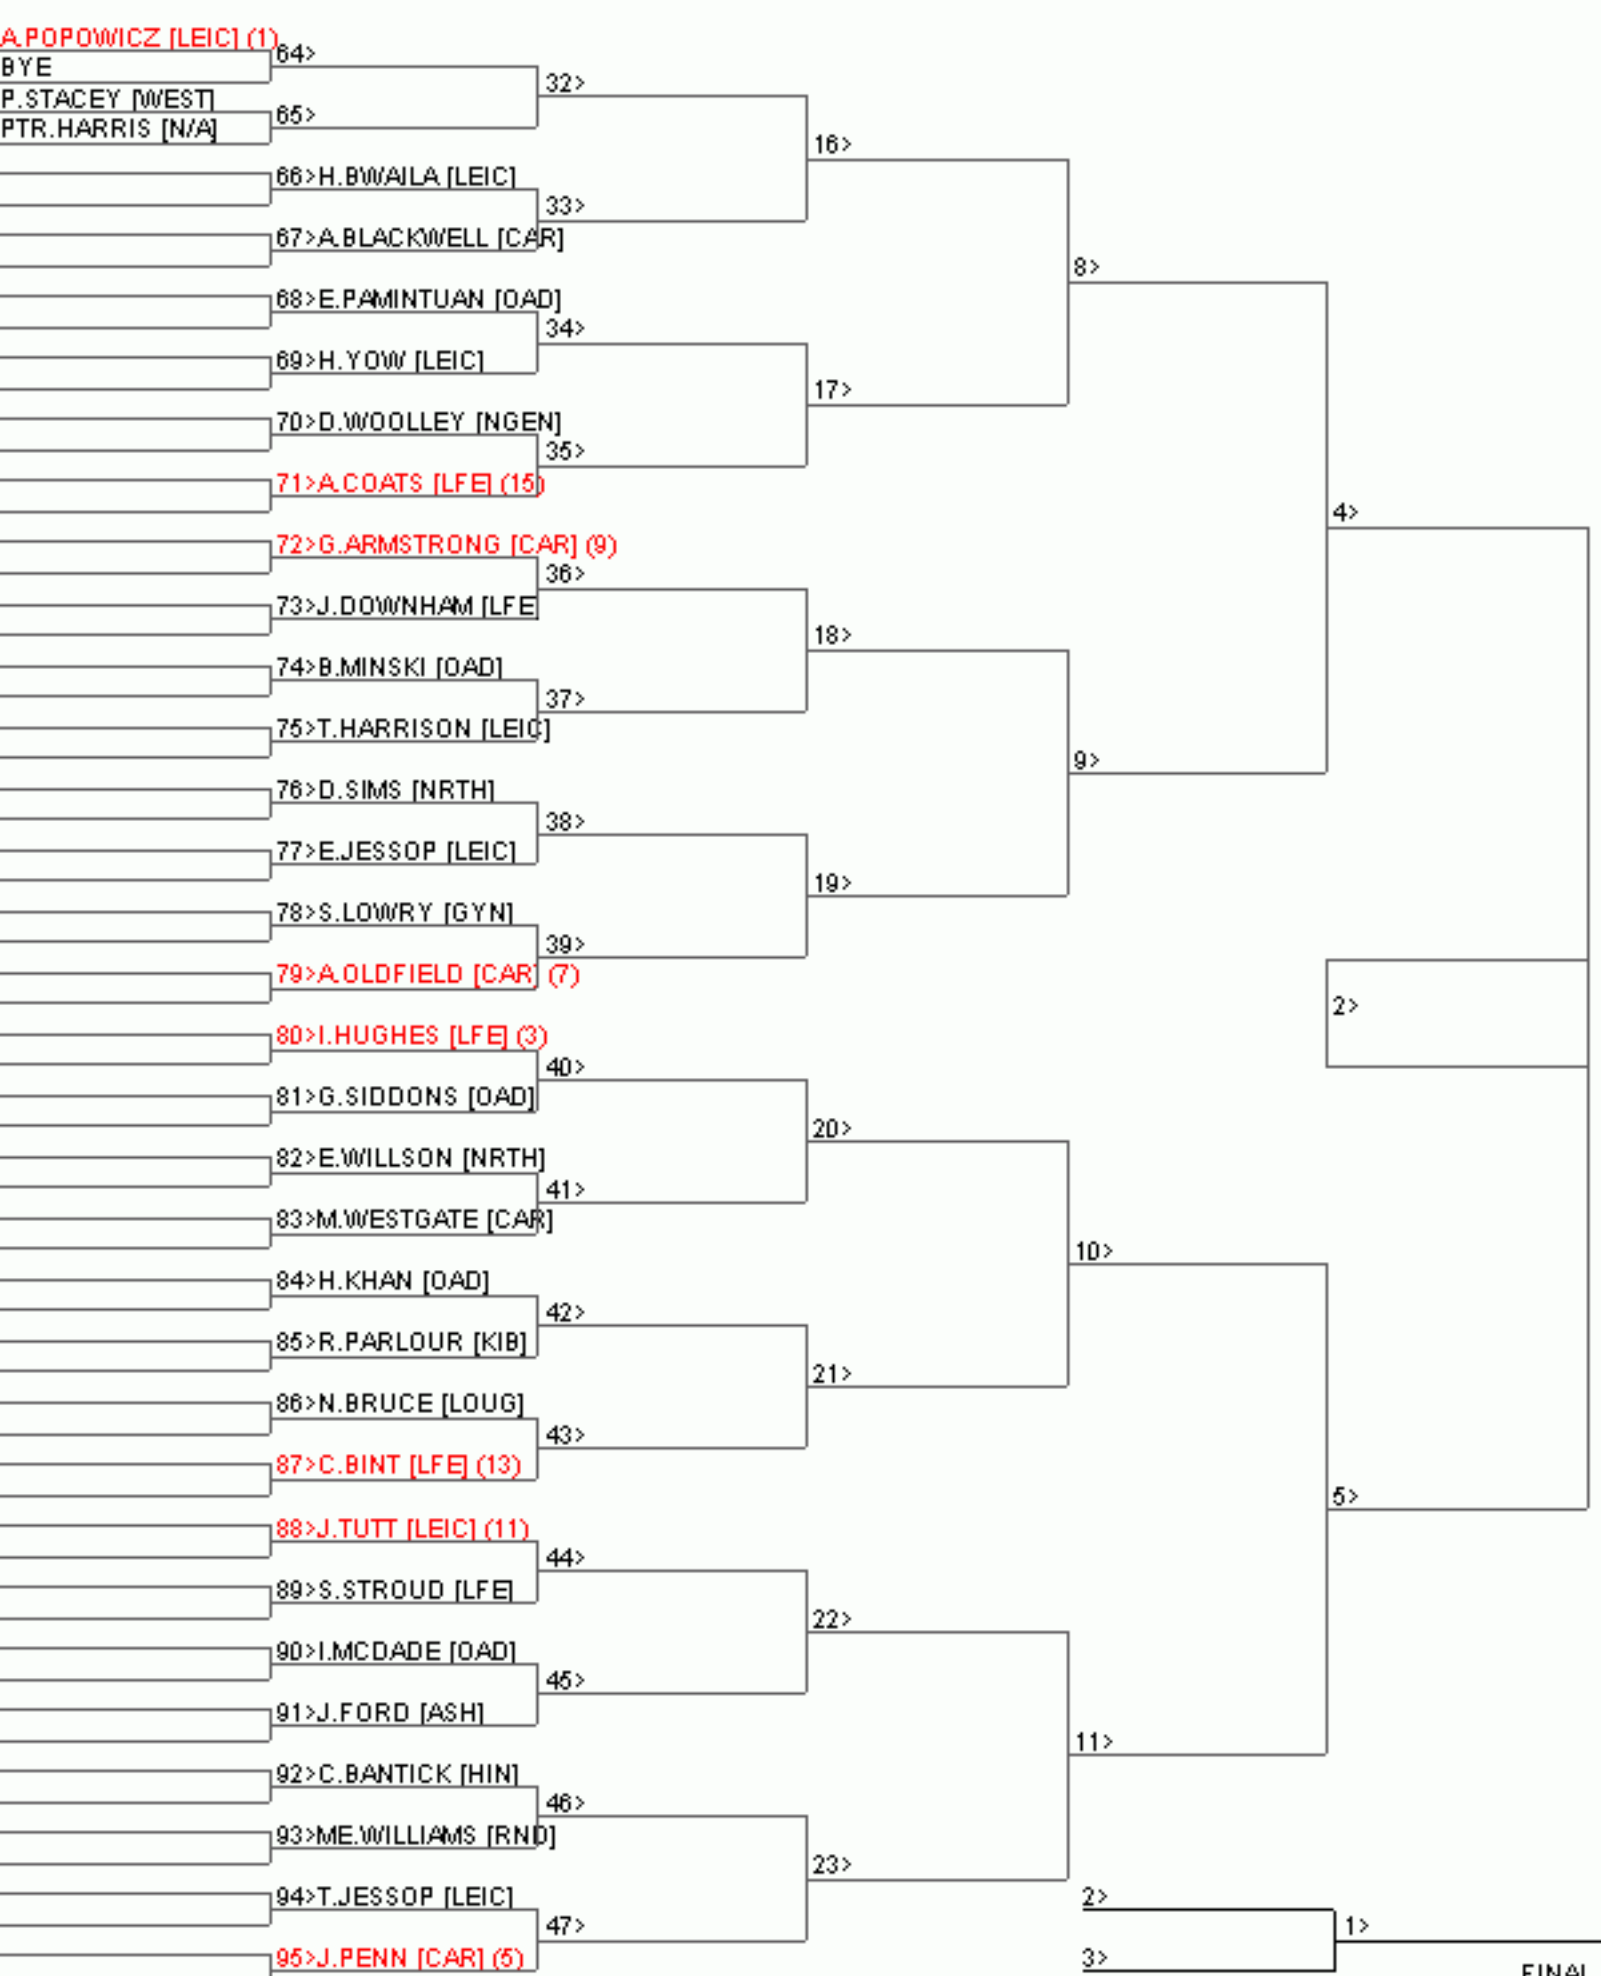 A.POPOWICZ [LEIC] (1)
64>
BYE
32>
P.STACEY [WEST]
65>
PTR.HARRIS [N/A]
16>
66>H.BWAILA [LEIC]
33>
67>A.BLACKWELL [CAR]
8>
68>E.PAMINTUAN [OAD]
34>
69>H.YOW [LEIC]
17>
70>D.WOOLLEY [NGEN]
35>
71>A.COATS [LFE] (15)
4>
72>G.ARMSTRONG [CAR] (9)
36>
73>J.DOWNHAM [LFE]
18>
74>B.MINSKI [OAD]
37>
75>T.HARRISON [LEIC]
9>
76>D.SIMS [NRTH]
38>
77>E.JESSOP [LEIC]
19>
78>S.LOWRY [GYN]
39>
79>A.OLDFIELD [CAR] (7)
2>
80>I.HUGHES [LFE] (3)
40>
81>G.SIDDONS [OAD]
20>
82>E.WILLSON [NRTH]
41>
83>M.WESTGATE [CAR]
10>
84>H.KHAN [OAD]
42>
85>R.PARLOUR [KIB]
21>
86>N.BRUCE [LOUG]
43>
87>C.BINT [LFE] (13)
5>
88>J.TUTT [LEIC] (11)
44>
89>S.STROUD [LFE]
22>
90>I.MCDADE [OAD]
45>
91>J.FORD [ASH]
11>
92>C.BANTICK [HIN]
46>
93>ME.WILLIAMS [RND]
23>
94>T.JESSOP [LEIC]
2>
47>
1>
95>J.PENN [CAR] (5)
3>
FINAL